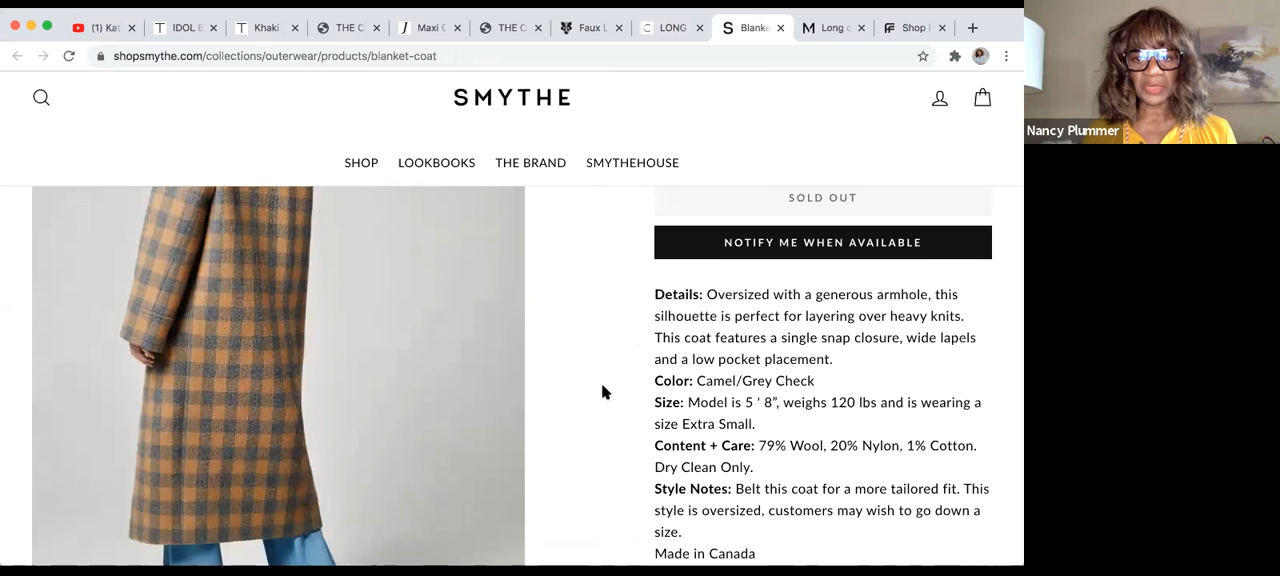 (1) Kat
IDOL E
Khaki
THE C
Maxi C
THE C
Faux L
LONG
Blanke
Long c
Shop
shopsmythe.com/collections/outerwear/products/blanket-coat
SMYTHE
SHOP LOOKBOOKS THE BRAND SMYTHEHOUSE
SOLD OUT
NOTIFY ME WHEN AVAILABLE
Details: Oversized with a generous armhole, this
silhouette is perfect for layering over heavy knits.
This coat features a single snap closure, wide lapels
and a low pocket placement.
Color: Camel/Grey Check
Size: Model is 5 ' 8”, weighs 120 lbs and is wearing a
size Extra Small.
Content + Care: 79% Wool, 20% Nylon, 1% Cotton.
Dry Clean Only.
Style Notes: Belt this coat for a more tailored fit. This
style is oversized, customers may wish to go down a
size.
Made in Canada
Nancy Plummer